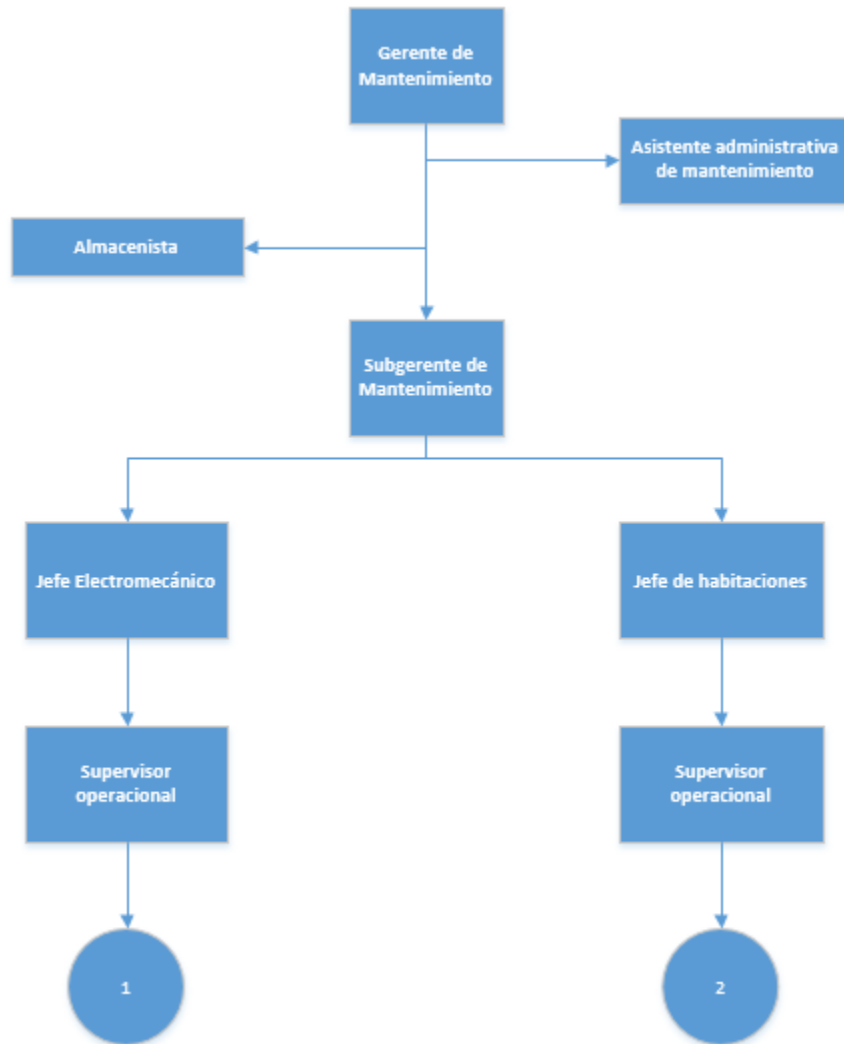 Gerente de
Mantenimiento
Asistente administrativa
de mantenimiento
Almacenista
Subgerente de
Mantenimiento
Jefe Electromecánico
Jefe de habitaciones
Supervisor
operacional
Supervisor
operacional
1
2